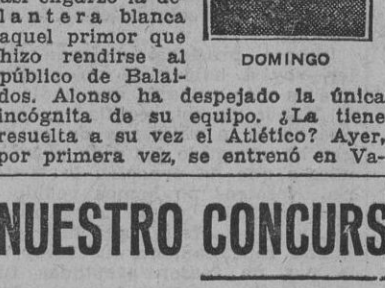 lantera blanca
aquel primor que
hizo rendirse al
público de Balaí-
dos. Alonso ha despejado la única
incógnita de su equipo. ¿La tiene
resuelta a su vez el Atlético? Ayer,
por primera vez, se entrenó en Va-
DOMINGO
NUESTRO CONCURS